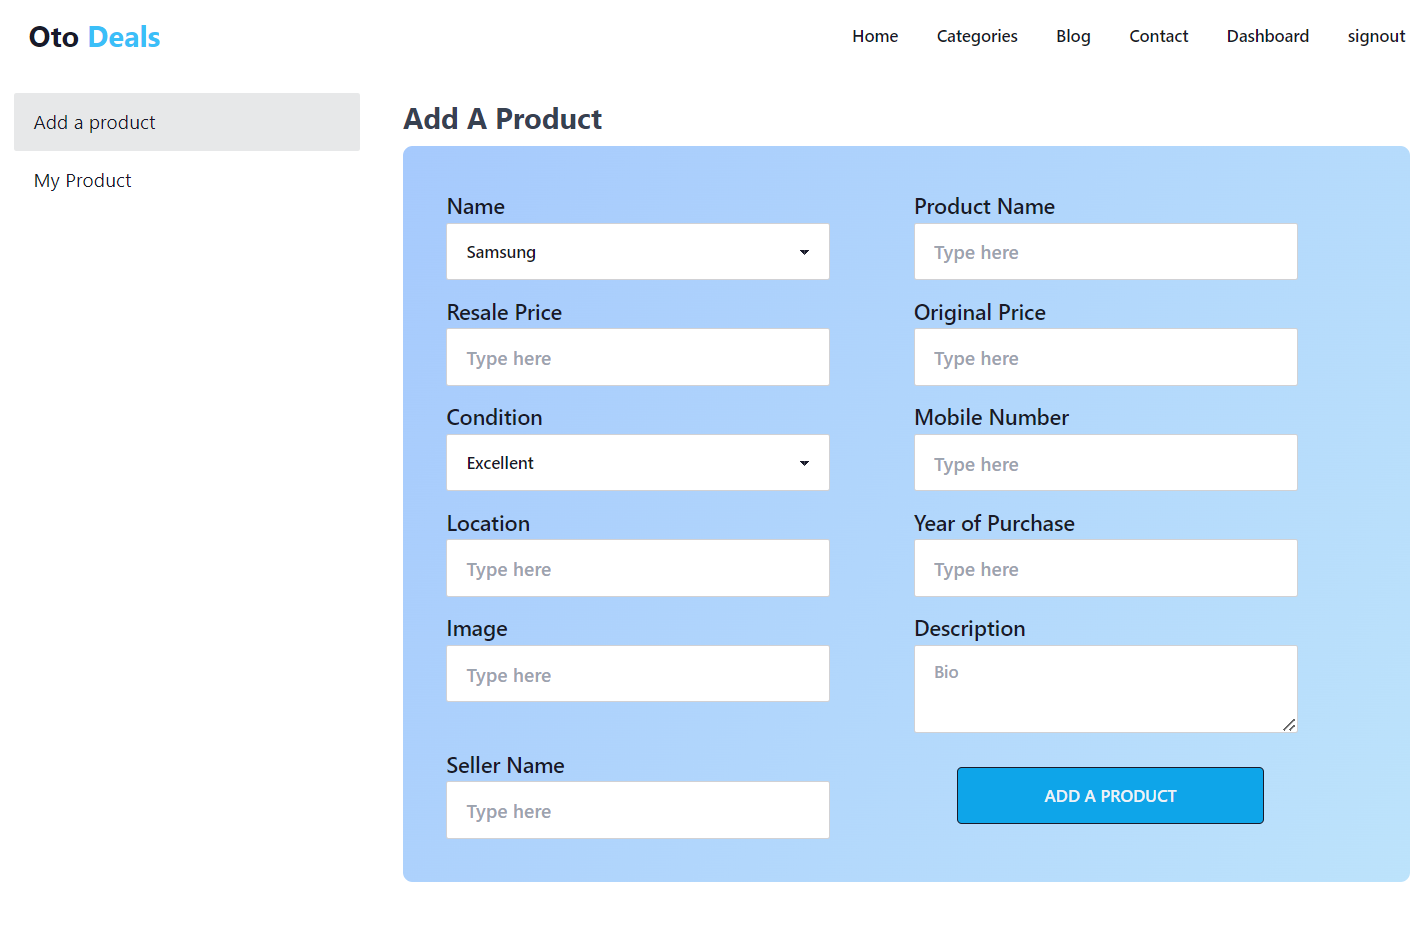 Oto Deals
Home Categories Blog Contact Dashboard signout
Add a product
My Product
Add A Product
Name
Samsung
Product Name
Type here
Resale Price
Type here
Original Price
Type here
Condition
Excellent
Mobile Number
Type here
Location
Type here
Year of Purchase
Type here
Image
Type here
Description
Bio
Seller Name
Type here
ADD A PRODUCT